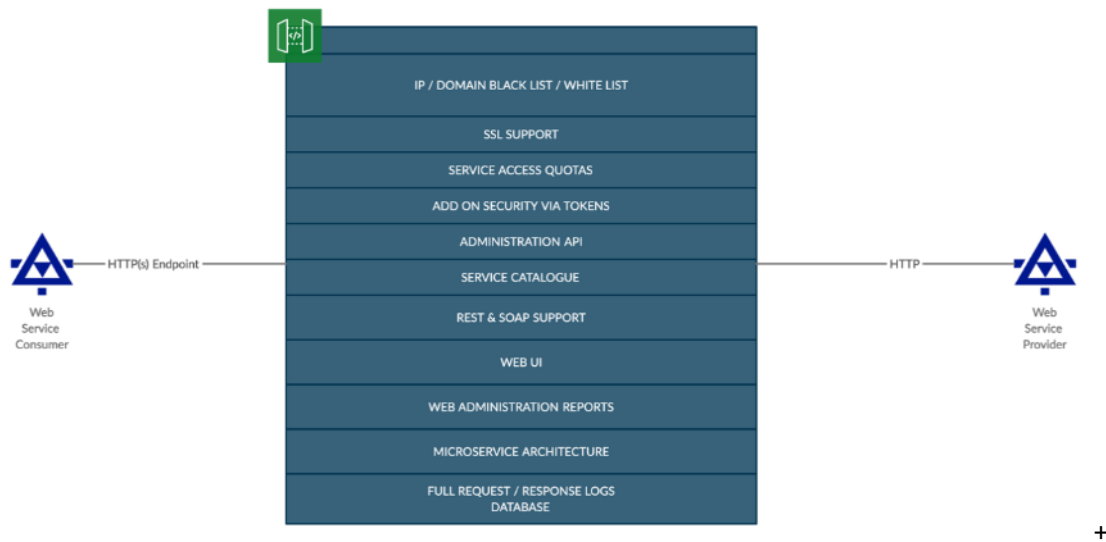 IP / DOMAIN BLACK LIST / WHITE LIST
SSL SUPPORT
SERVICE ACCESS QUOTAS
ADD ON SECURITY VIA TOKENS
ADMINISTRATION API
HTTP(s) Endpoint
HTTP
SERVICE CATALOGUE
Web
Service
Consumer
REST & SOAP SUPPORT
Web
Service
Provider
WEB UI
WEB ADMINISTRATION REPORTS
MICROSERVICE ARCHITECTURE
FULL REQUEST / RESPONSE LOGS
DATABASE
+